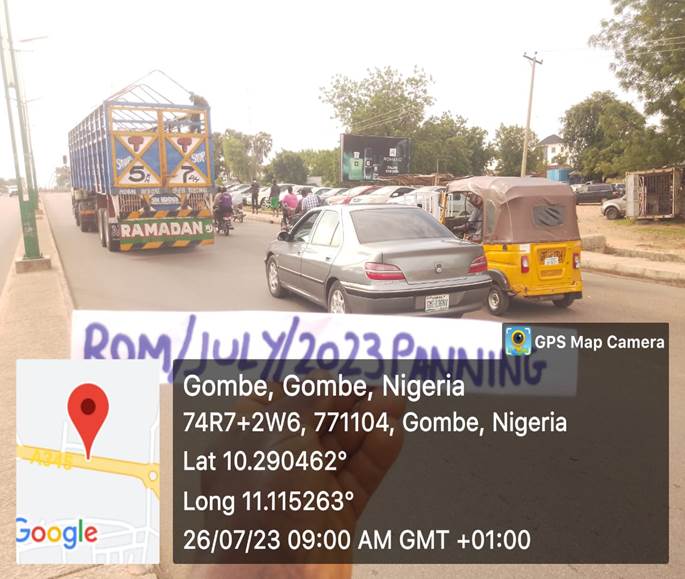 RAMADAN
ROM/JULY/2023 PANNING
GPS Map Camera
Gombe, Gombe, Nigeria
74R7+2W6, 771104, Gombe, Nigeria
Lat 10.290462°
Long 11.115263°
26/07/23 09:00 AM GMT +01:00
A345
Google